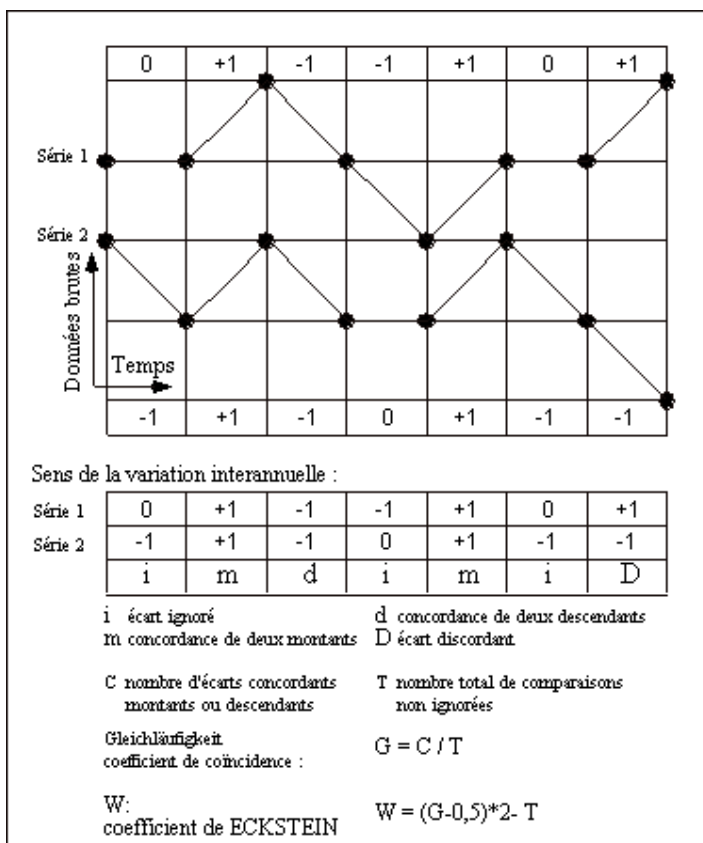 0 +1 -1 -1 +1 0 +1
Série 1
Série 2
Données brutes
Temps
-1 +1 -1 0 +1 -1 -1
Sens de la variation interannuelle :
Série 1 0 +1 -1 -1 +1 0 +1
Série 2 -1 +1 -1 0 +1 -1 -1
i m d i m i D
i écart ignoré d concordance de deux descendants
m concordance de deux montants D écart discordant
C nombre d'écarts concordants T nombre total de comparaisons
montants ou descendants non ignorées
Gleichläufigkeit
coefficient de coïncidence : G = C / T
W:
coefficient de ECKSTEIN W = (G-0,5)*2- T